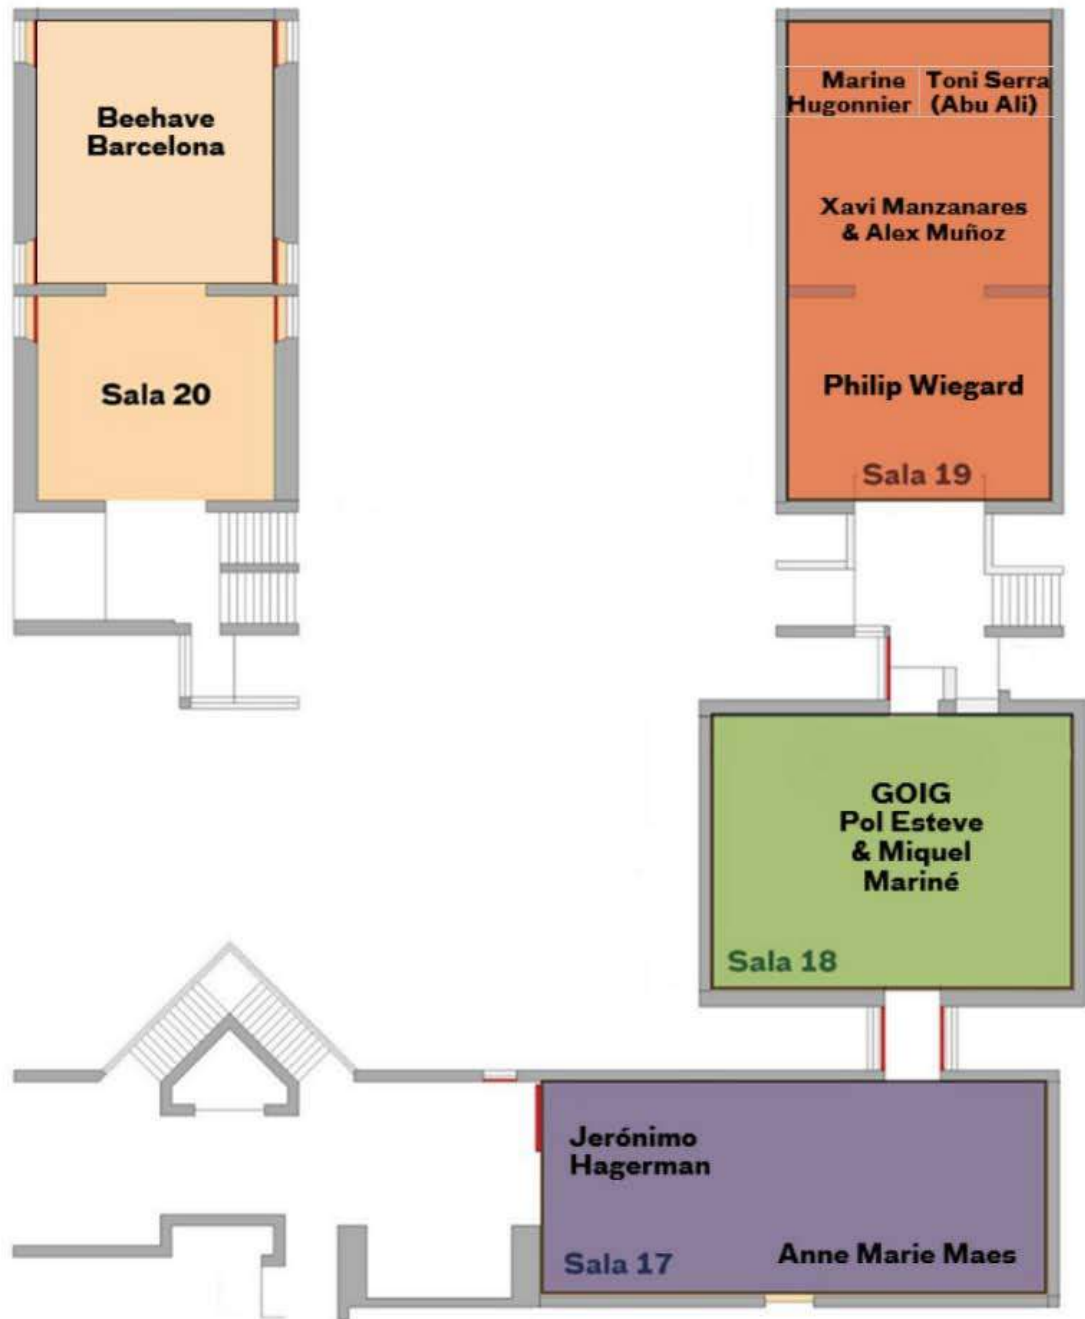 Beehave
Barcelona
Sala 20
Marine
Hugonnier
Toni Serra
(Abu Ali)
Xavi Manzanares
& Alex Muñoz
Philip Wiegard
Sala 19
GOIG
Pol Esteve
& Miquel
Mariné
Sala 18
Jerónimo
Hagerman
Sala 17
Anne Marie Maes